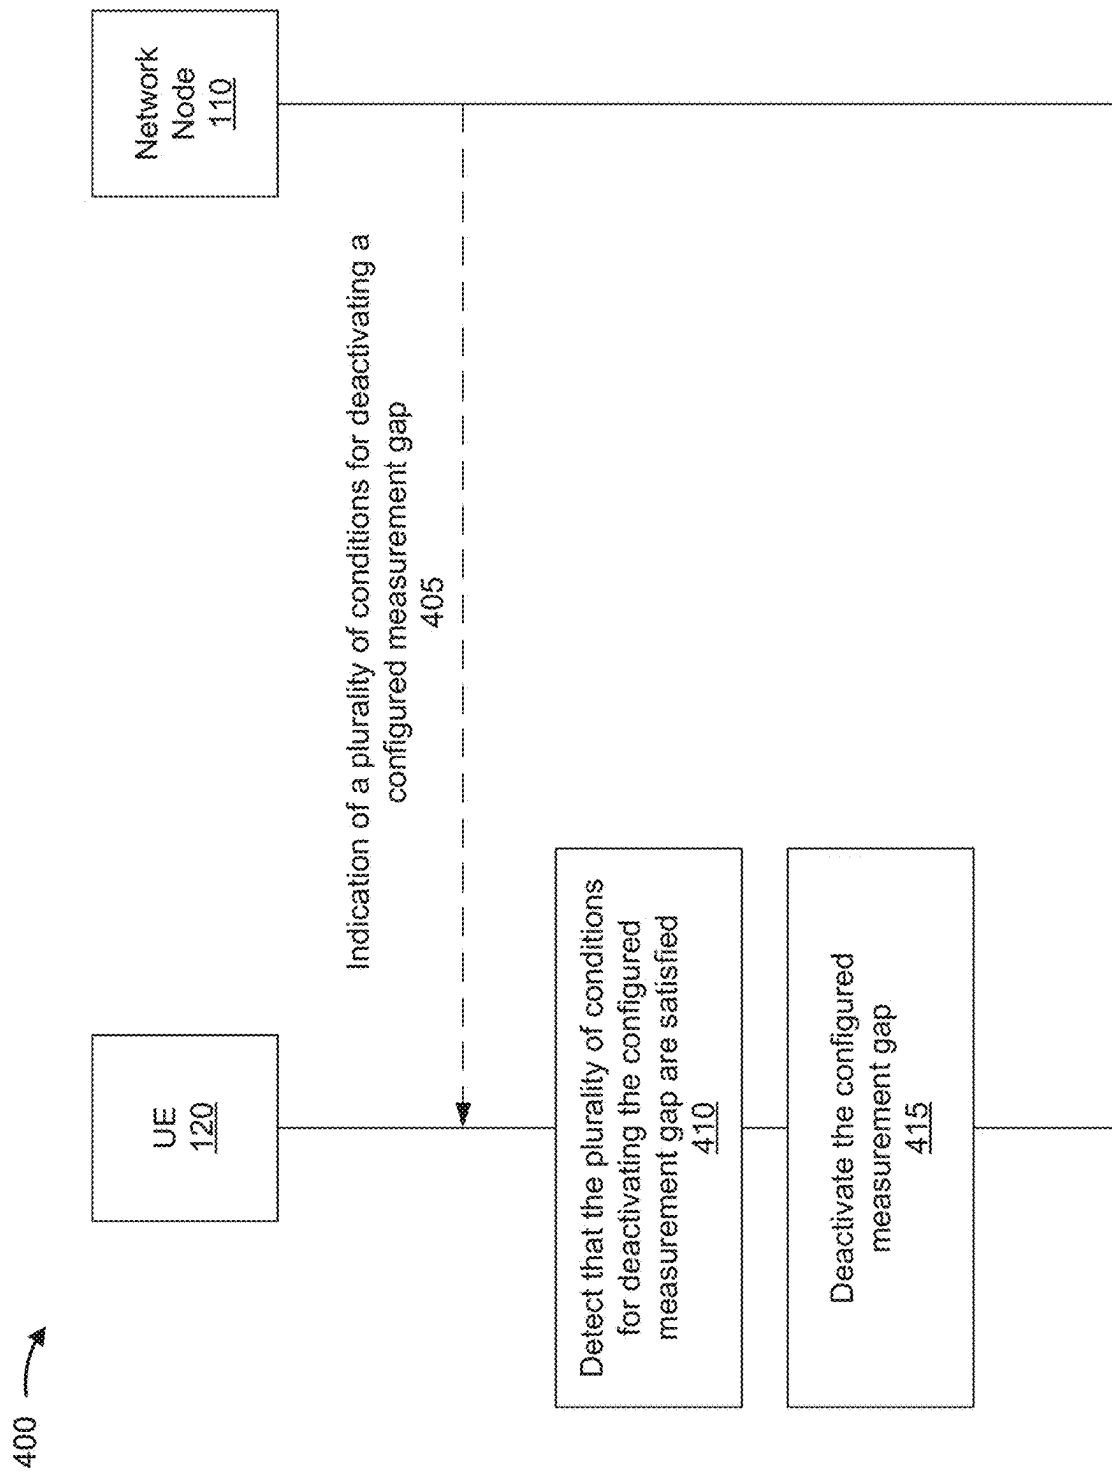 400
UE
120
Network
Node
110
Indication of a plurality of conditions for deactivating a
configured measurement gap
405
Detect that the plurality of conditions
for deactivating the configured
measurement gap are satisfied
410
Deactivate the configured
measurement gap
415